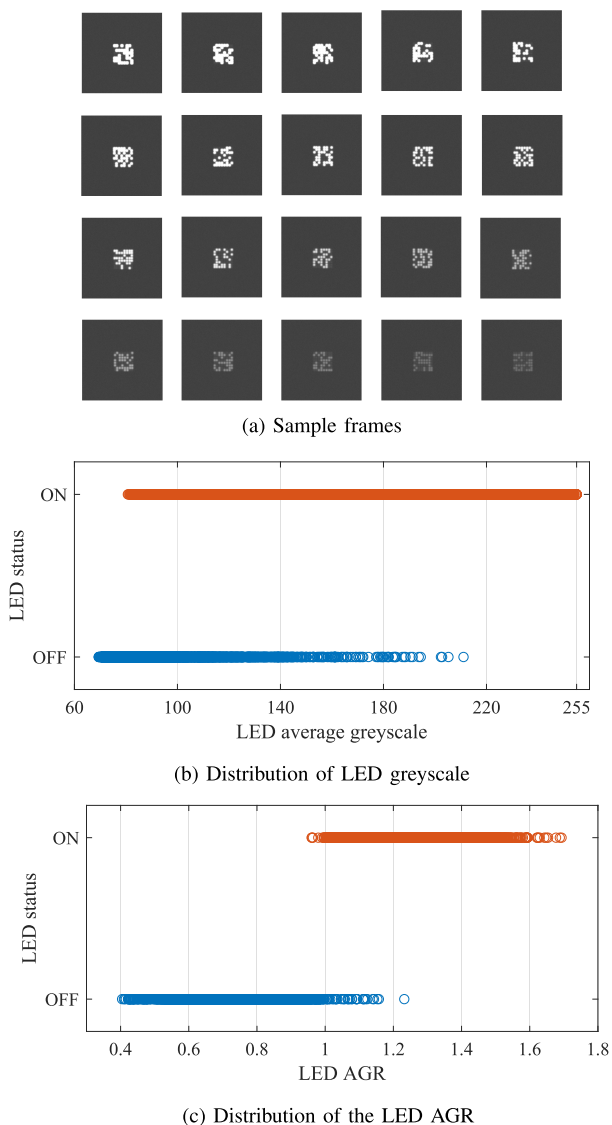 (a) Sample frames
ON
LED status
OFF
60 100 140 180 220 255
LED average greyscale
(b) Distribution of LED greyscale
ON
LED status
OFF
0.4 0.6 0.8 1 1.2 1.4 1.6 1.8
LED AGR
(c) Distribution of the LED AGR